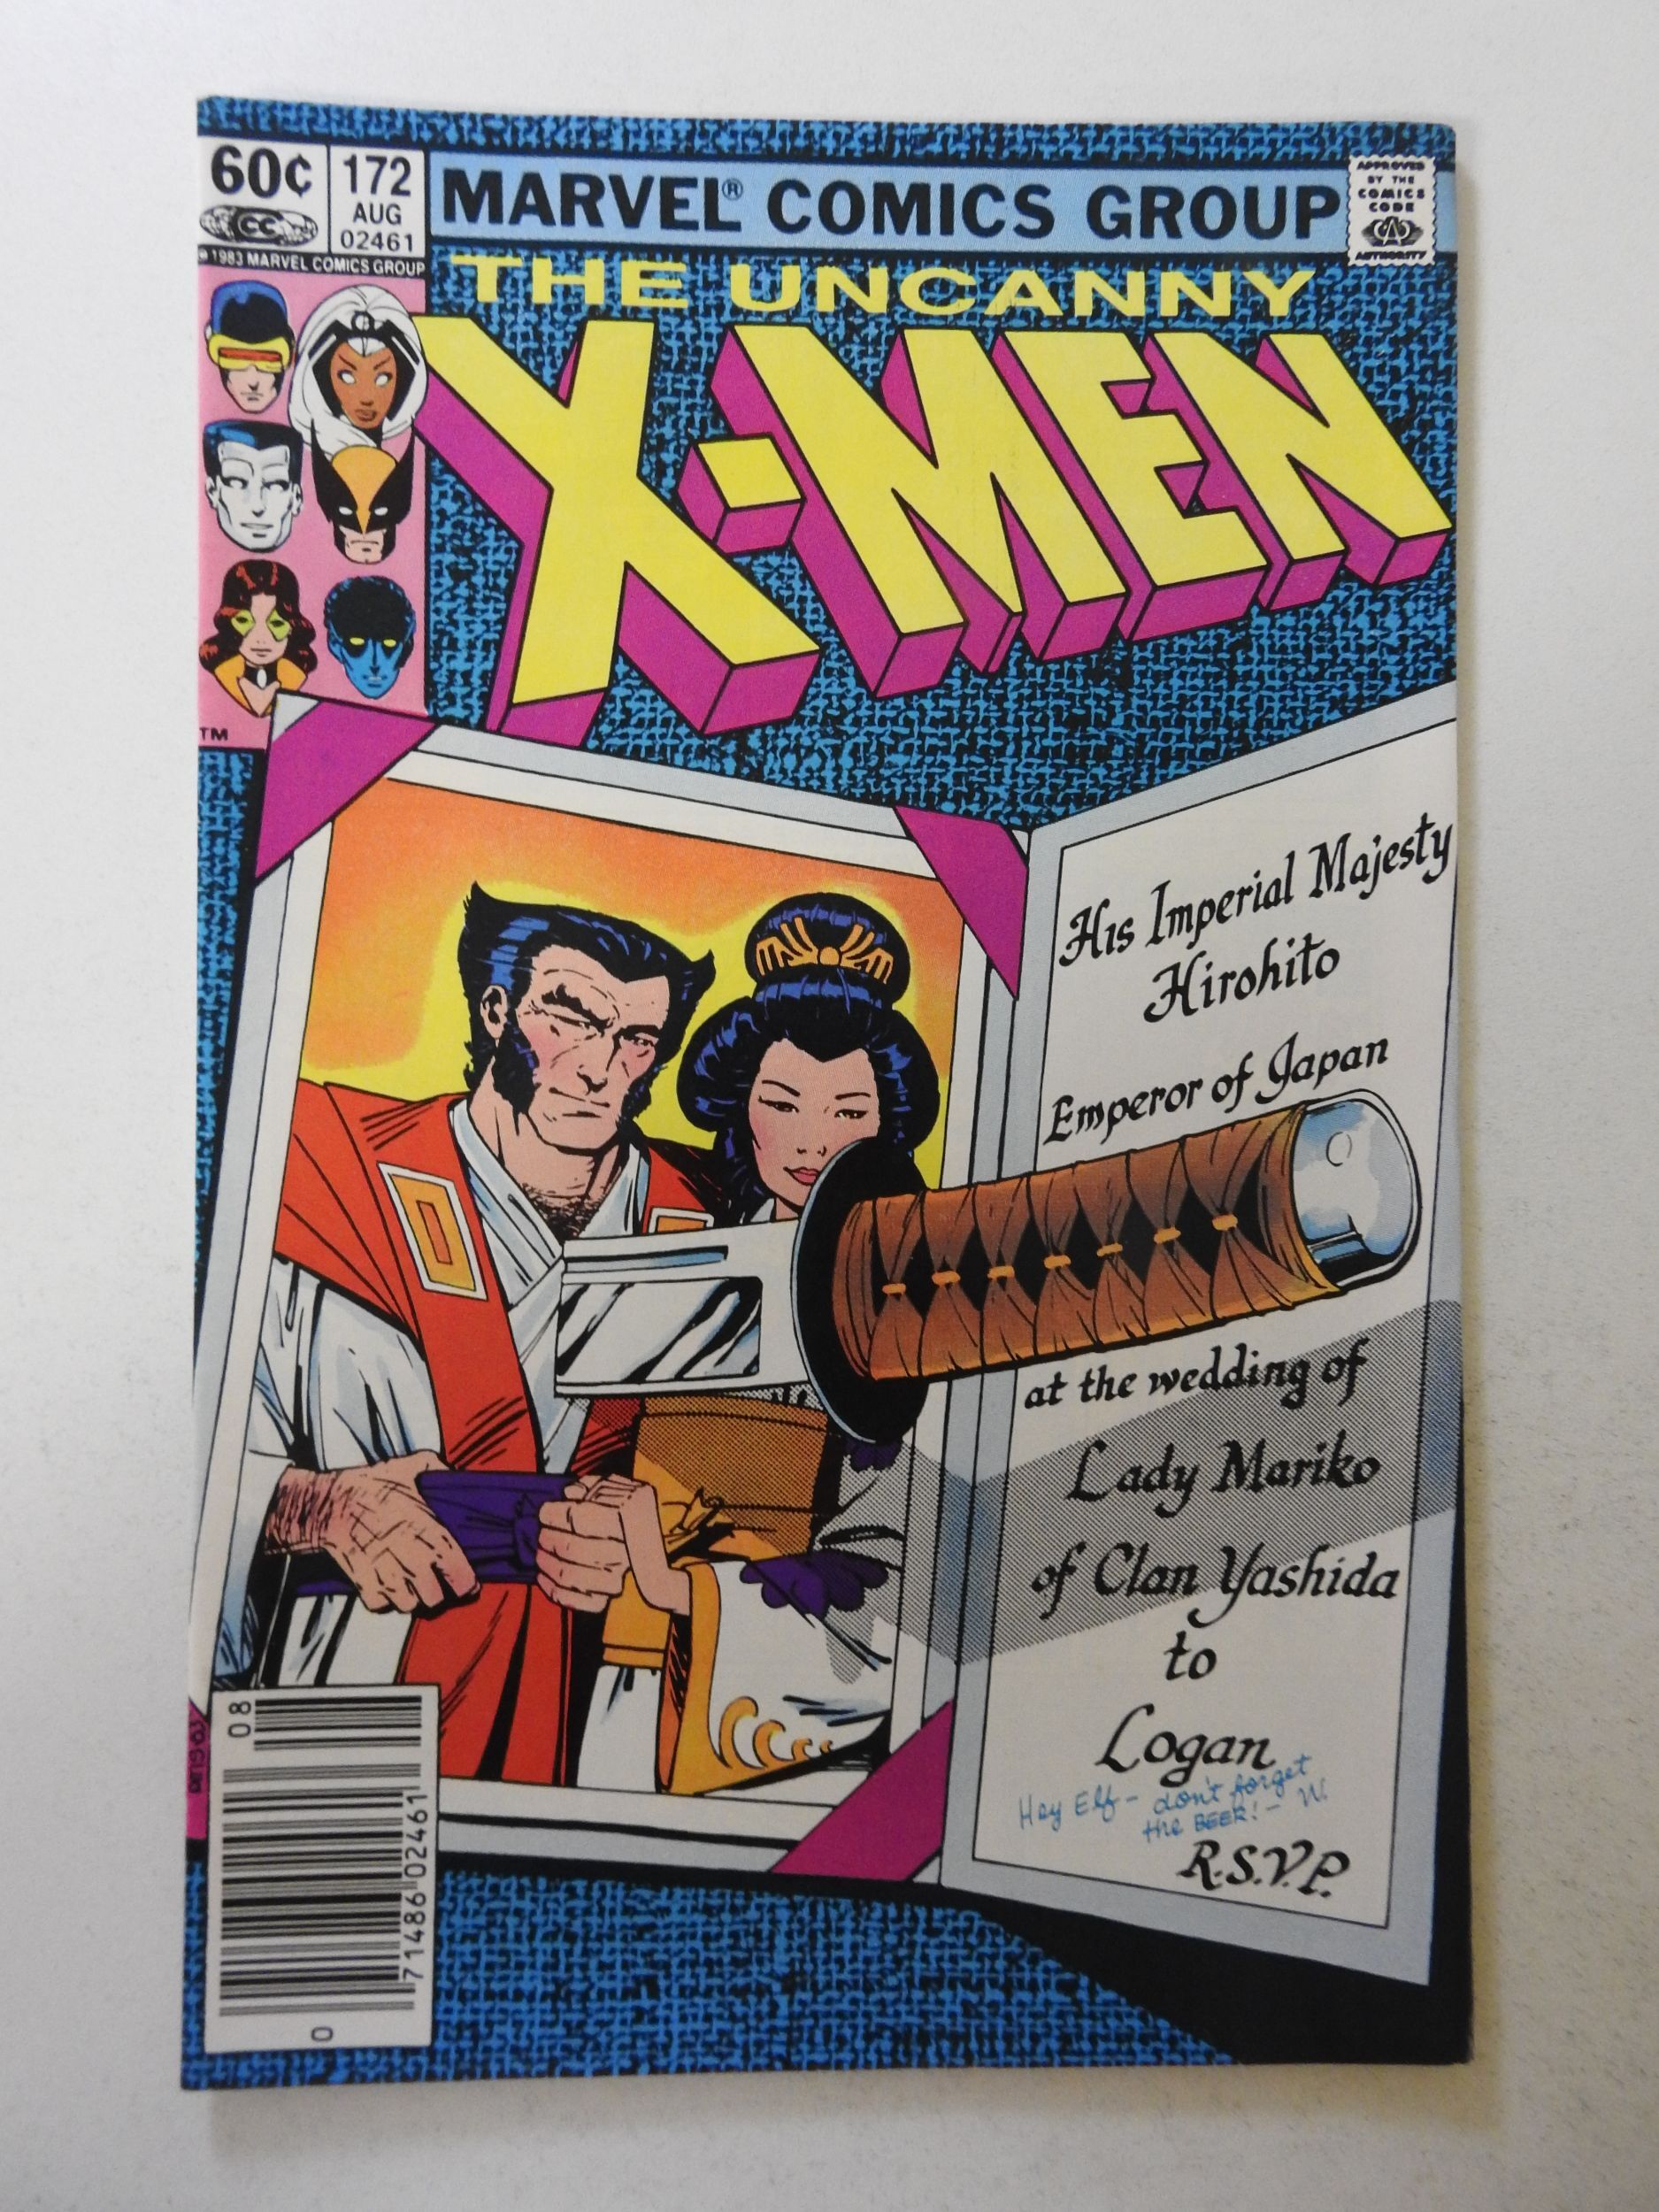 60¢
172
AUG
02461
CC
© 1983 MARVEL COMICS GROUP
MARVEL® COMICS GROUP
APPROVED
BY THE
COMICS
CODE
CA
AUTHORITY
THE UNCANNY
X-MEN
TM
His Imperial Majesty
Hirohito
Emperor of Japan
at the wedding of
Lady Mariko
of Clan Yashida
to
Logan
Hey Elf – don't forget
the BEER! – W.
R.S.V.P.
08
71486 02461
0